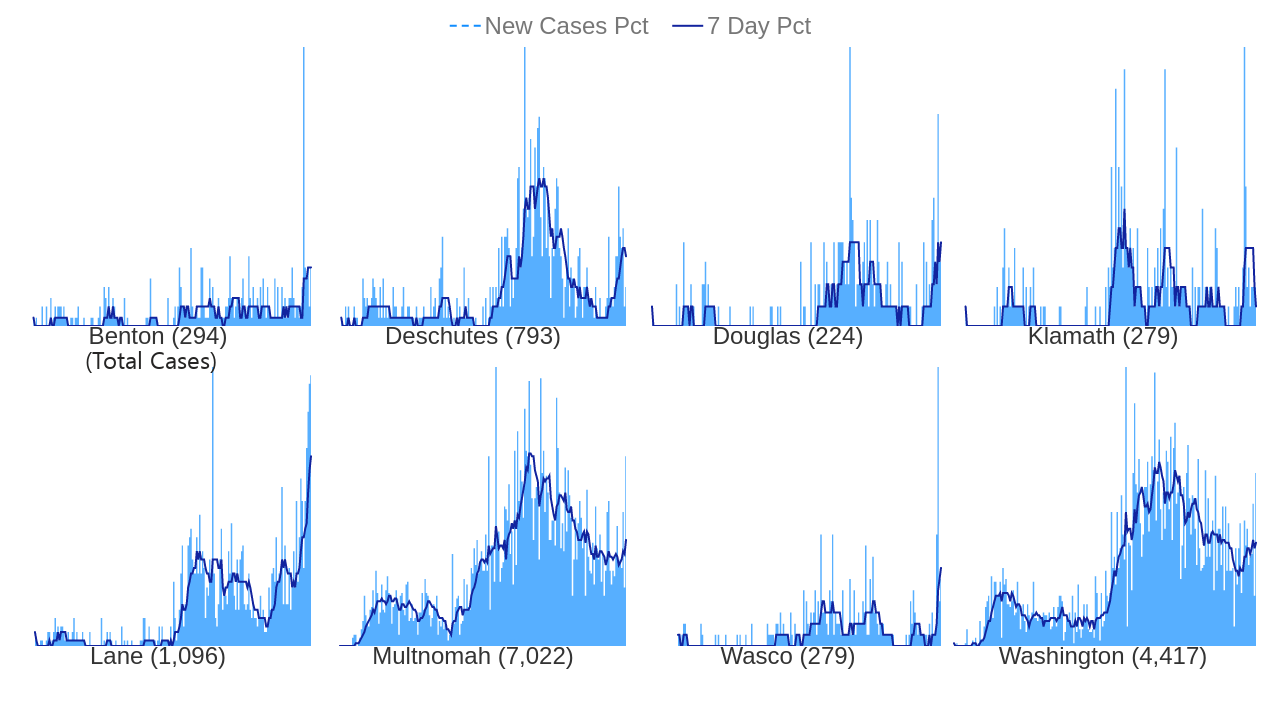 New Cases Pct 7 Day Pct
Benton (294) Deschutes (793) Douglas (224) Klamath (279)
(Total Cases)
Lane (1,096) Multnomah (7,022) Wasco (279) Washington (4,417)